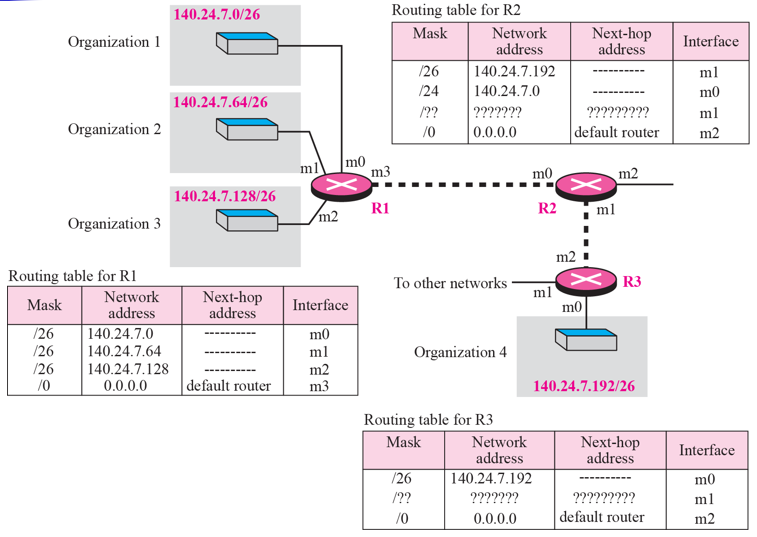 140.24.7.0/26
Organization 1
140.24.7.64/26
Organization 2
140.24.7.128/26
Organization 3
m0
m1
m2
m3
R1
m0
m2
R2
m1
m2
To other networks
R3
m1
m0
Organization 4
140.24.7.192/26
Routing table for R2
Mask Network address Next-hop address Interface
/26 140.24.7.192 ---------- m1
/24 140.24.7.0 ---------- m0
/?? ??????? ????????? m1
/0 0.0.0.0 default router m2
Routing table for R1
Mask Network address Next-hop address Interface
/26 140.24.7.0 ---------- m0
/26 140.24.7.64 ---------- m1
/26 140.24.7.128 ---------- m2
/0 0.0.0.0 default router m3
Routing table for R3
Mask Network address Next-hop address Interface
/26 140.24.7.192 ---------- m0
/?? ??????? ????????? m1
/0 0.0.0.0 default router m2